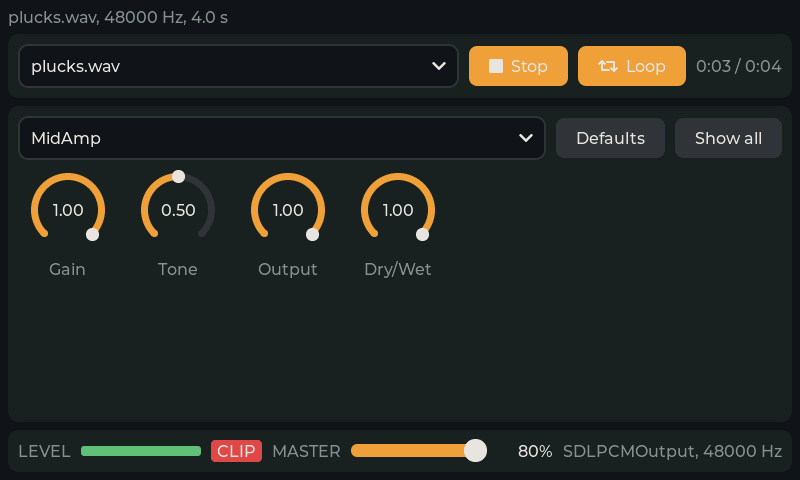 plucks.wav, 48000 Hz, 4.0 s
plucks.wav Stop Loop 0:03 / 0:04
MidAmp Defaults Show all
1.00 0.50 1.00 1.00
Gain Tone Output Dry/Wet
LEVEL CLIP MASTER 80% SDLPCMOutput, 48000 Hz